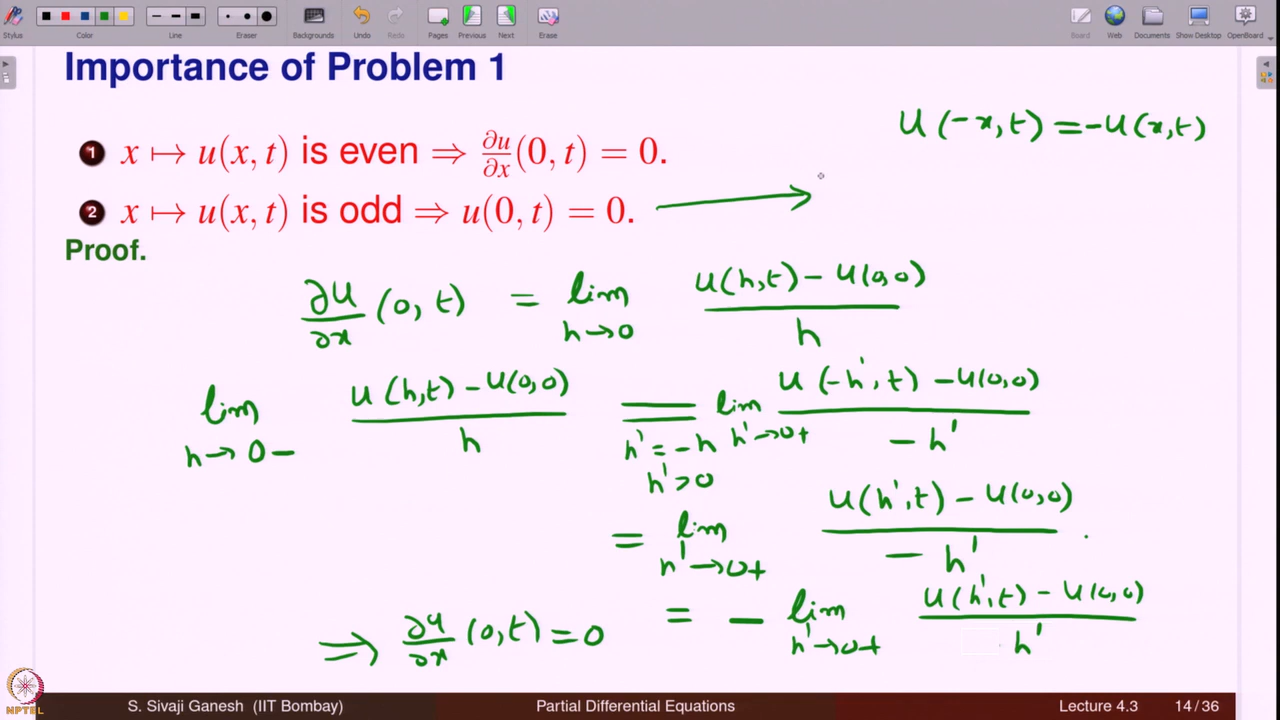 Stylus Color Line Eraser Backgrounds Undo Redo Pages Previous Next Erase Board Web Documents Show Desktop OpenBoard
Importance of Problem 1
u(-x,t) = -u(x,t)
1 x ↦ u(x, t) is even ⇒ ∂u/∂x (0, t) = 0.
2 x ↦ u(x, t) is odd ⇒ u(0, t) = 0. →
Proof.
∂u/∂x (0, t) = lim h→0 (u(h,t) - u(0,0))/h
lim h→0- (u(h,t) - u(0,0))/h = lim h'→0+ (u(-h',t) - u(0,0))/-h'
h' = -h
h' > 0
= lim h'→0+ (u(h',t) - u(0,0))/-h' .
= - lim h'→0+ (u(h',t) - u(0,0))/h'
⇒ ∂u/∂x (0,t) = 0
NPTEL
S. Sivaji Ganesh (IIT Bombay) Partial Differential Equations Lecture 4.3 14 / 36